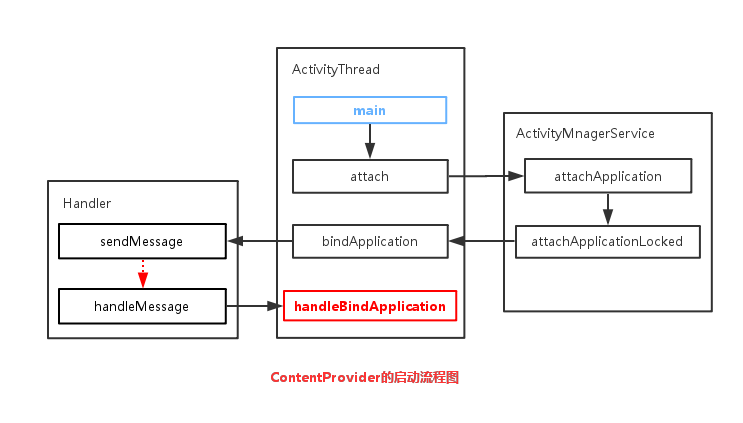 ActivityThread
main
attach
bindApplication
handleBindApplication
ActivityMnagerService
attachApplication
attachApplicationLocked
Handler
sendMessage
handleMessage
ContentProvider的启动流程图